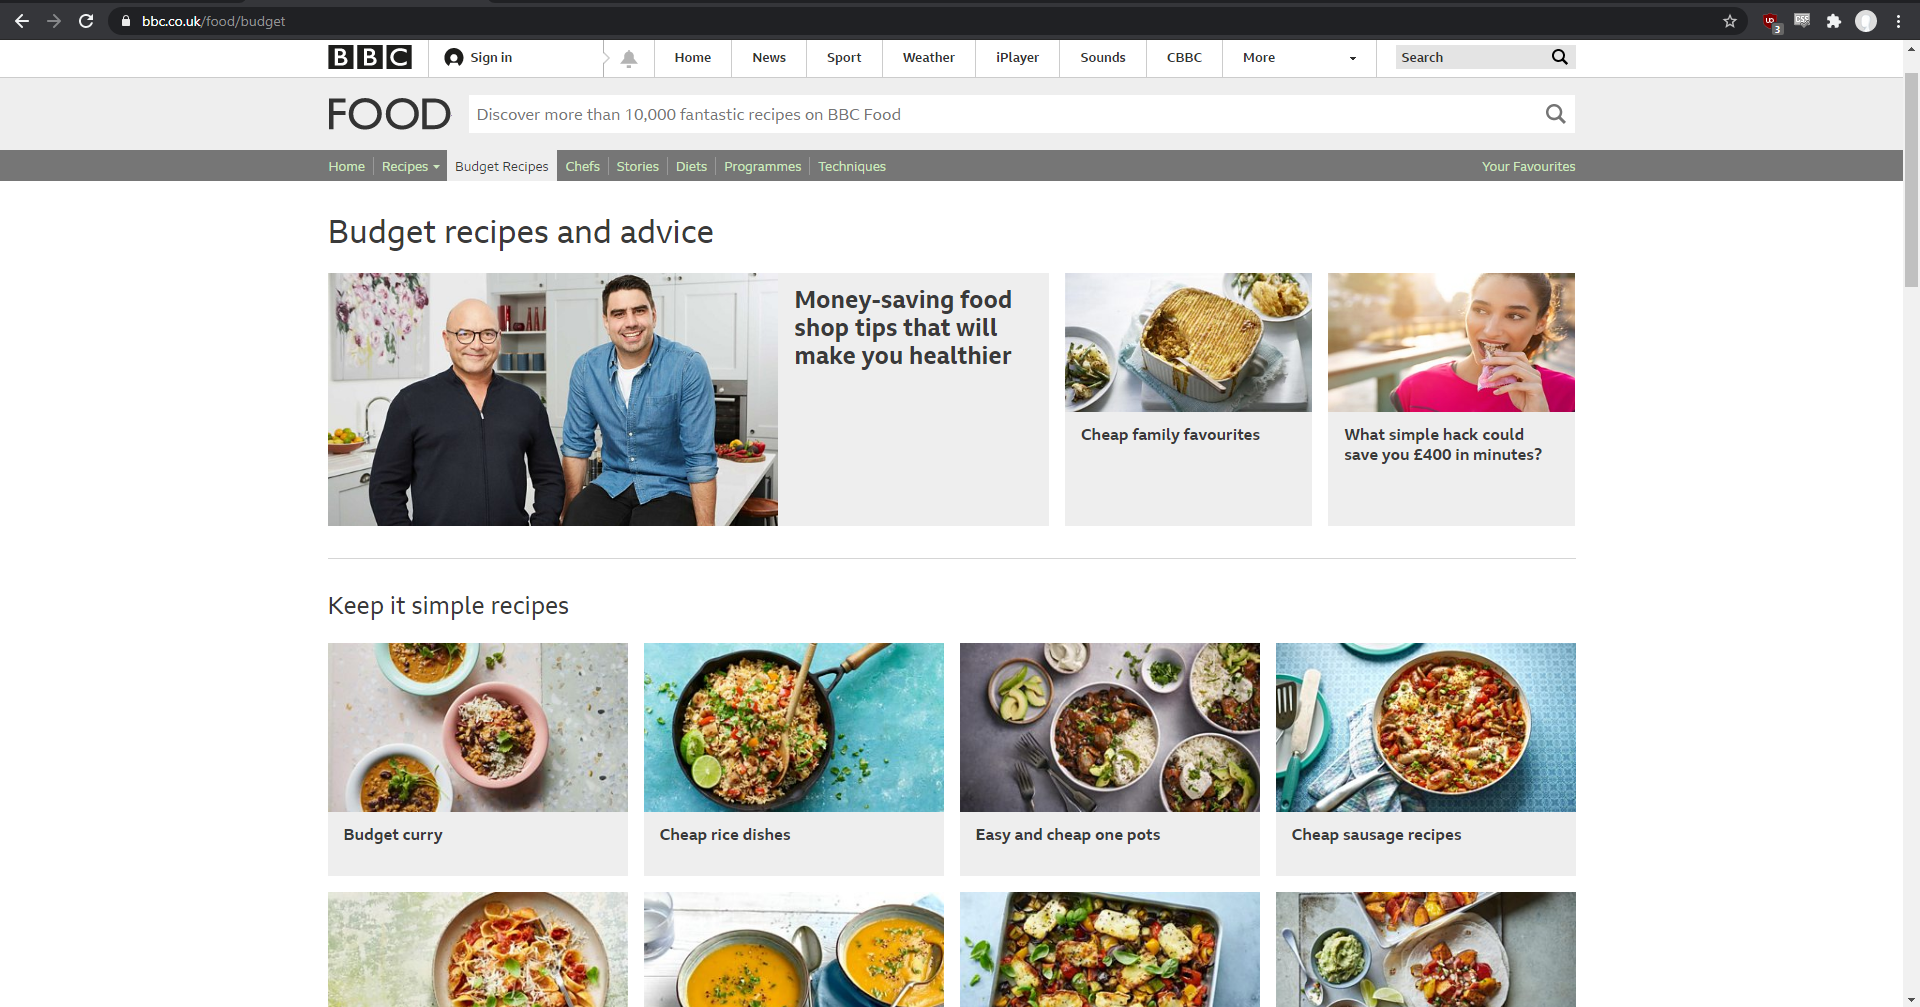 bbc.co.uk/food/budget
3
BBC
Sign in
Home
News
Sport
Weather
iPlayer
Sounds
CBBC
More
Search
FOOD
Discover more than 10,000 fantastic recipes on BBC Food
Home
Recipes
Budget Recipes
Chefs
Stories
Diets
Programmes
Techniques
Your Favourites
Budget recipes and advice
Money-saving food
shop tips that will
make you healthier
Cheap family favourites
What simple hack could
save you £400 in minutes?
Keep it simple recipes
Budget curry
Cheap rice dishes
Easy and cheap one pots
Cheap sausage recipes